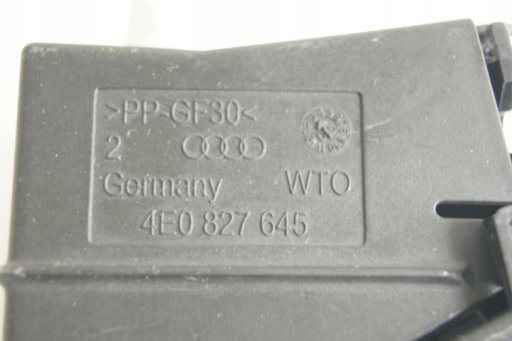 >PP-GF30<
2
Germany WTO
4E0 827 645